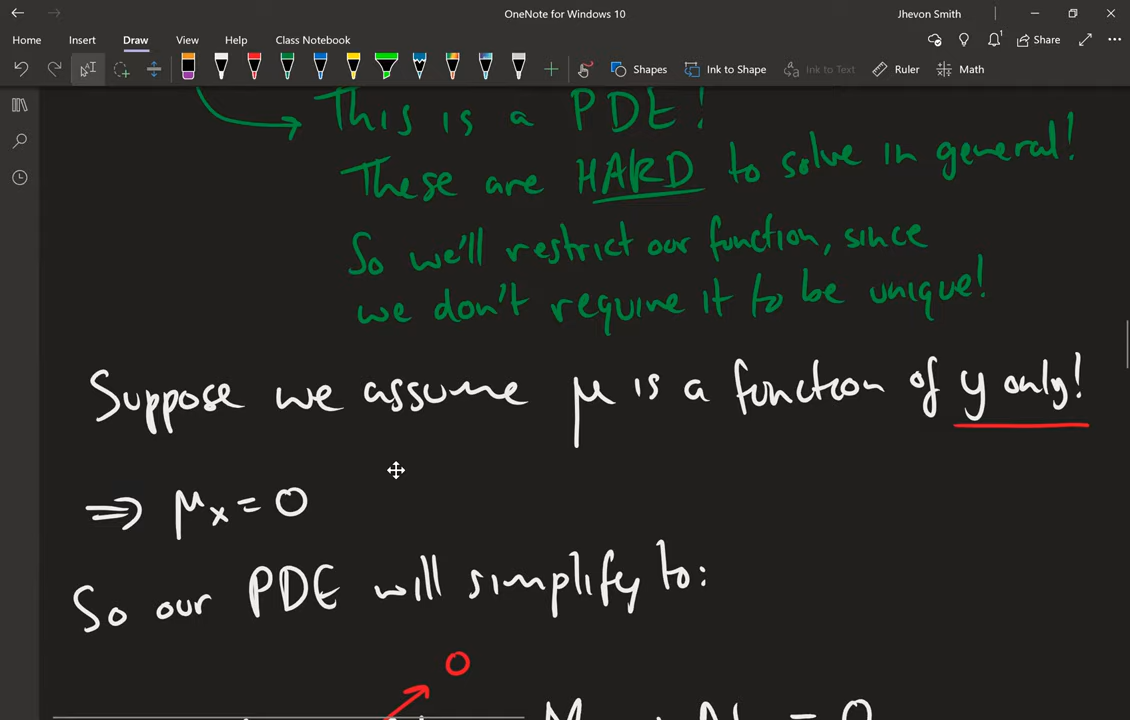 OneNote for Windows 10
Jhevon Smith
Home Insert Draw View Help Class Notebook
Share
Shapes Ink to Shape Ink to Text Ruler Math
This is a PDE!
These are HARD to solve in general!
So we'll restrict our function, since
we don't require it to be unique!
Suppose we assume μ is a function of y only!
⇒ μₓ = 0
So our PDE will simplify to:
0
= 0